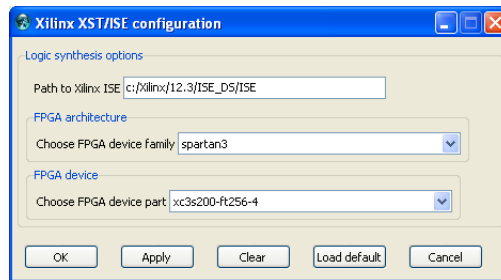 Xilinx XST/ISE configuration
Logic synthesis options
Path to Xilinx ISE c:/Xilinx/12.3/ISE_DS/ISE
FPGA architecture
Choose FPGA device family spartan3
FPGA device
Choose FPGA device part xc3s200-ft256-4
OK Apply Clear Load default Cancel